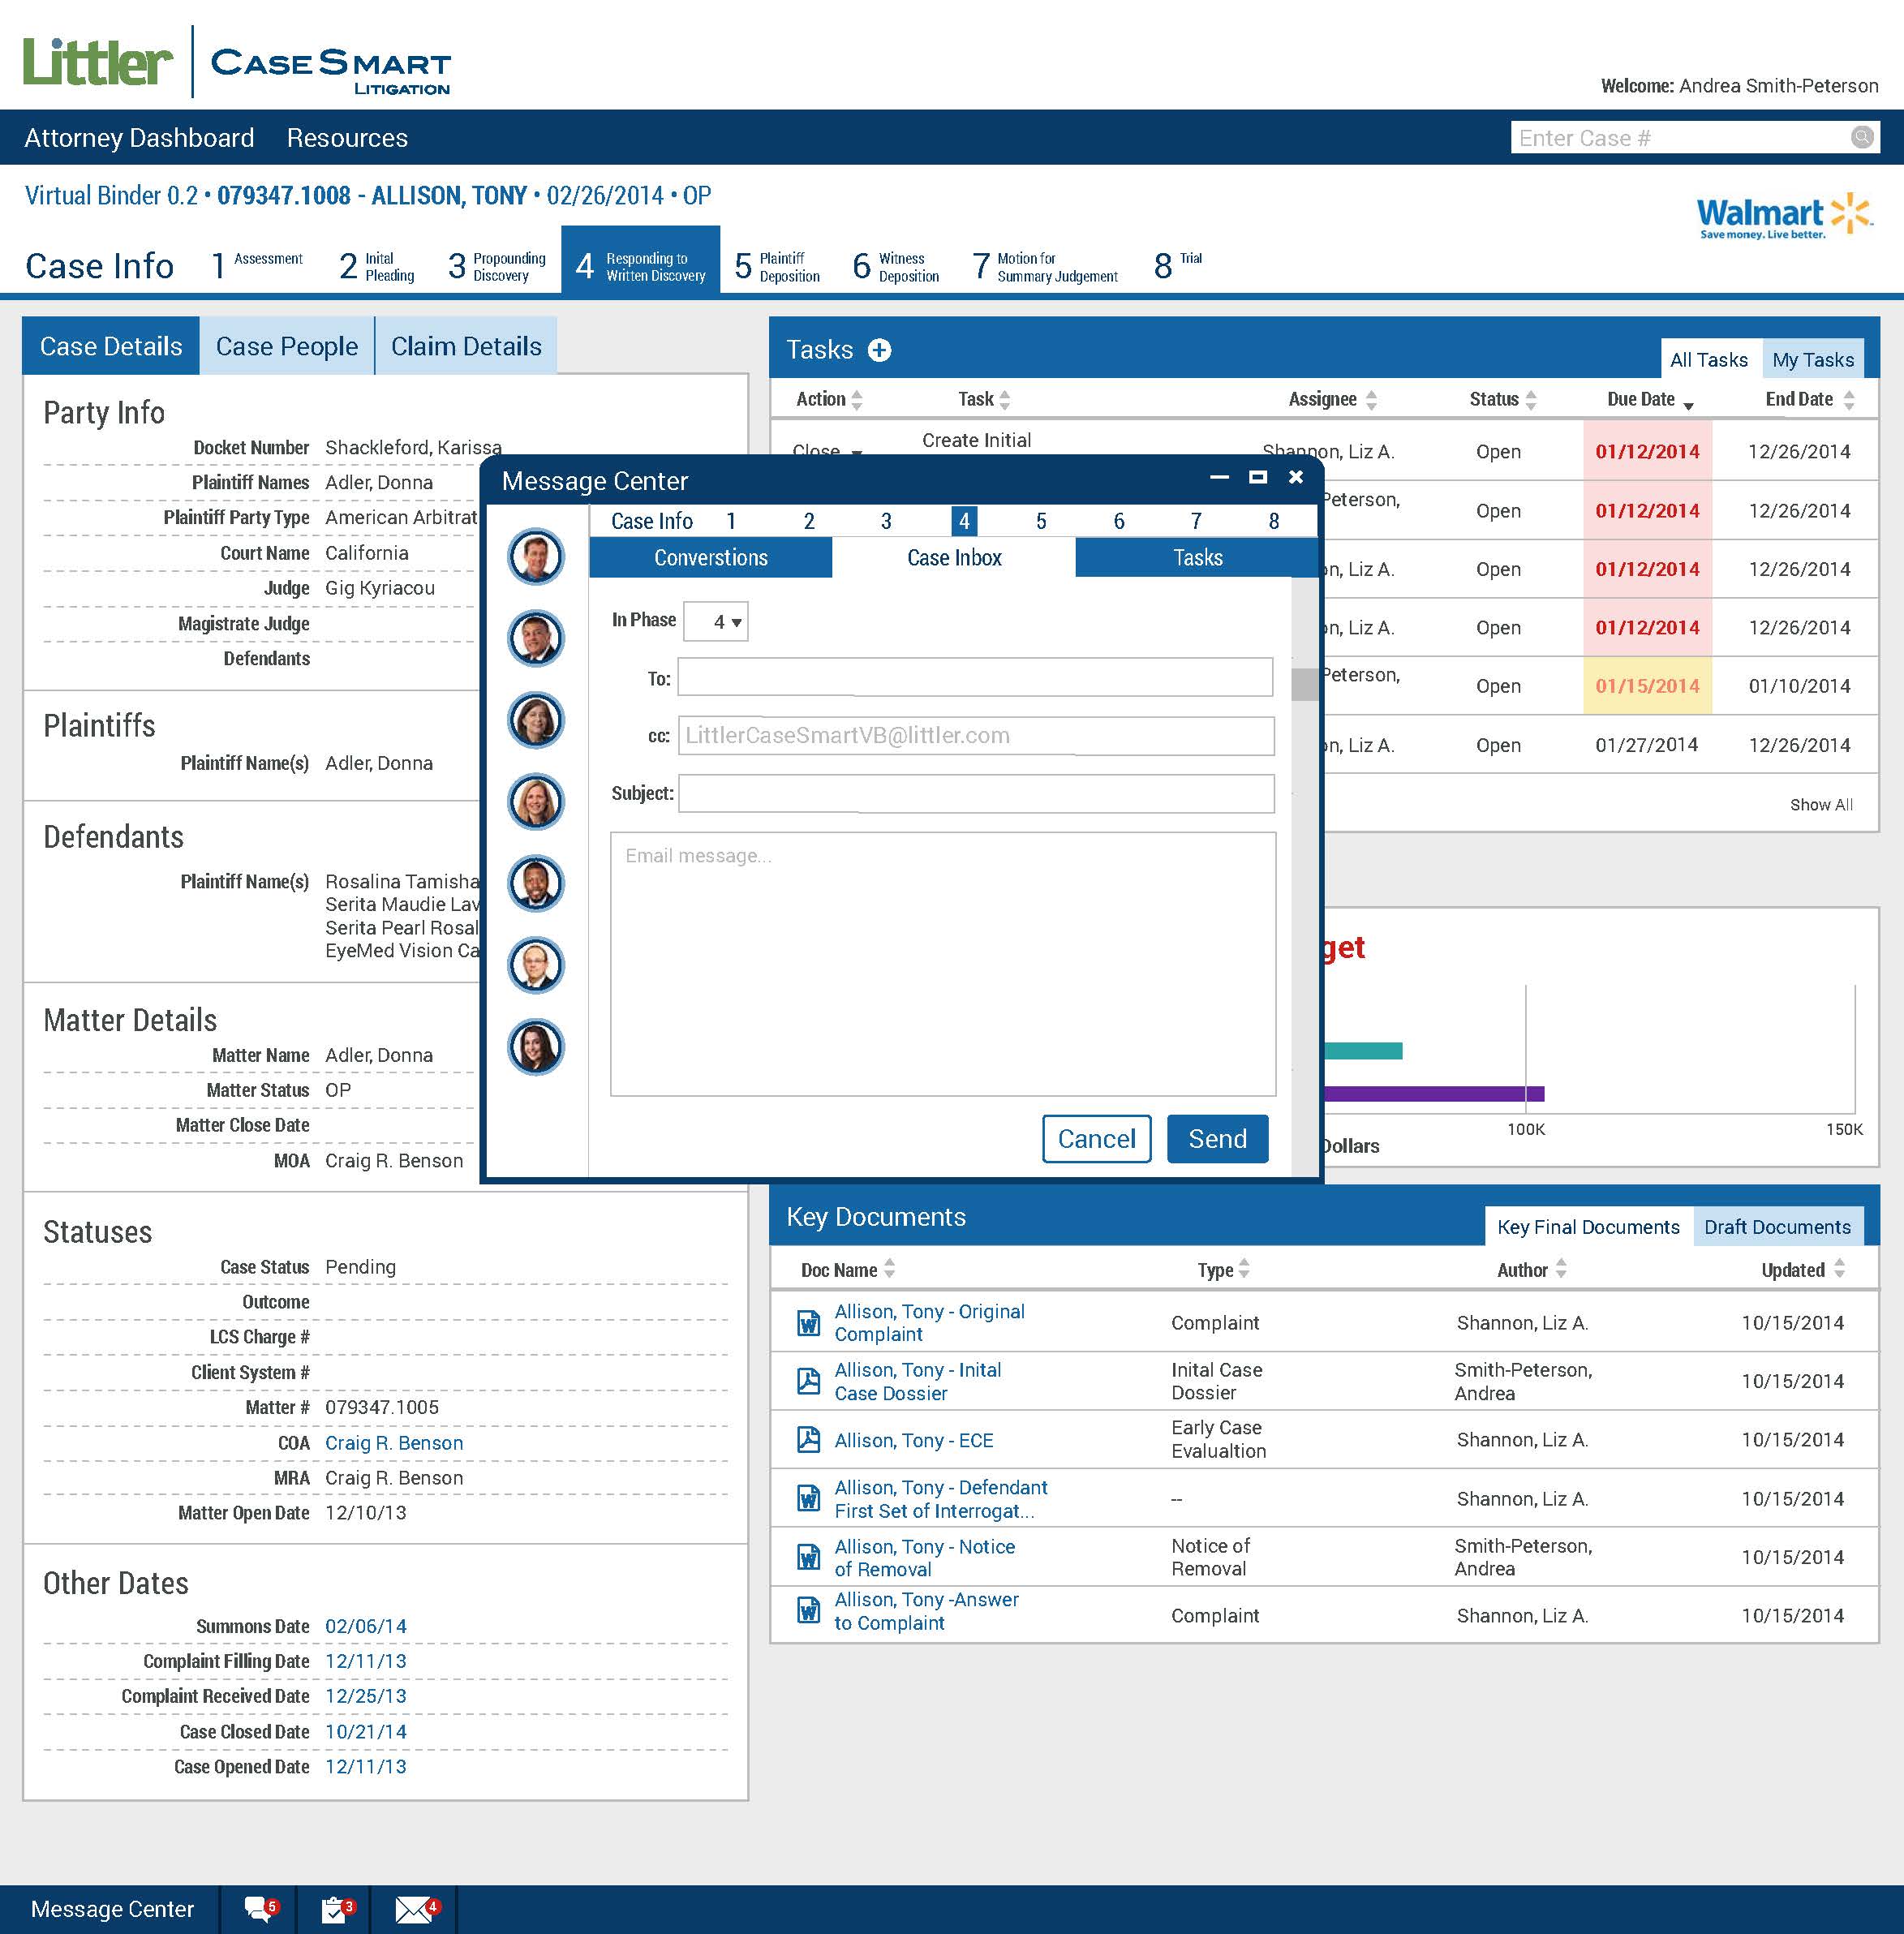 Littler CASESMART
LITIGATION
Welcome: Andrea Smith-Peterson
Attorney Dashboard Resources Enter Case #
Virtual Binder 0.2 • 079347.1008 - ALLISON, TONY • 02/26/2014 • OP
Walmart
Save money. Live better.
Case Info
1 Assessment
2 Inital
Pleading
3 Propounding
Discovery
4 Responding to
Written Discovery
5 Plaintiff
Deposition
6 Witness
Deposition
7 Motion for
Summary Judgement
8 Trial
Case Details Case People Claim Details
Party Info
Docket Number Shackleford, Karissa
Plaintiff Names Adler, Donna
Plaintiff Party Type American Arbitrat
Court Name California
Judge Gig Kyriacou
Magistrate Judge
Defendants
Plaintiffs
Plaintiff Name(s) Adler, Donna
Defendants
Plaintiff Name(s) Rosalina Tamisha
Serita Maudie Lav
Serita Pearl Rosal
EyeMed Vision Ca
Matter Details
Matter Name Adler, Donna
Matter Status OP
Matter Close Date
MOA Craig R. Benson
Statuses
Case Status Pending
Outcome
LCS Charge #
Client System #
Matter # 079347.1005
COA Craig R. Benson
MRA Craig R. Benson
Matter Open Date 12/10/13
Other Dates
Summons Date 02/06/14
Complaint Filling Date 12/11/13
Complaint Received Date 12/25/13
Case Closed Date 10/21/14
Case Opened Date 12/11/13
Tasks
All Tasks My Tasks
Action Task Assignee Status Due Date End Date
Close Create Initial Shannon, Liz A. Open 01/12/2014 12/26/2014
Peterson, Open 01/12/2014 12/26/2014
n, Liz A. Open 01/12/2014 12/26/2014
n, Liz A. Open 01/12/2014 12/26/2014
Peterson, Open 01/15/2014 01/10/2014
n, Liz A. Open 01/27/2014 12/26/2014
Show All
Message Center
Case Info 1 2 3 4 5 6 7 8
Converstions Case Inbox Tasks
In Phase 4
To:
cc: LittlerCaseSmartVB@littler.com
Subject:
Email message...
Cancel Send
get
100K 150K
Dollars
Key Documents
Key Final Documents Draft Documents
Doc Name Type Author Updated
Allison, Tony - Original
Complaint
Complaint
Shannon, Liz A.
10/15/2014
Allison, Tony - Inital
Case Dossier
Inital Case
Dossier
Smith-Peterson,
Andrea
10/15/2014
Allison, Tony - ECE
Early Case
Evalualtion
Shannon, Liz A.
10/15/2014
Allison, Tony - Defendant
First Set of Interrogat...
--
Shannon, Liz A.
10/15/2014
Allison, Tony - Notice
of Removal
Notice of
Removal
Smith-Peterson,
Andrea
10/15/2014
Allison, Tony -Answer
to Complaint
Complaint
Shannon, Liz A.
10/15/2014
Message Center 5 3 4